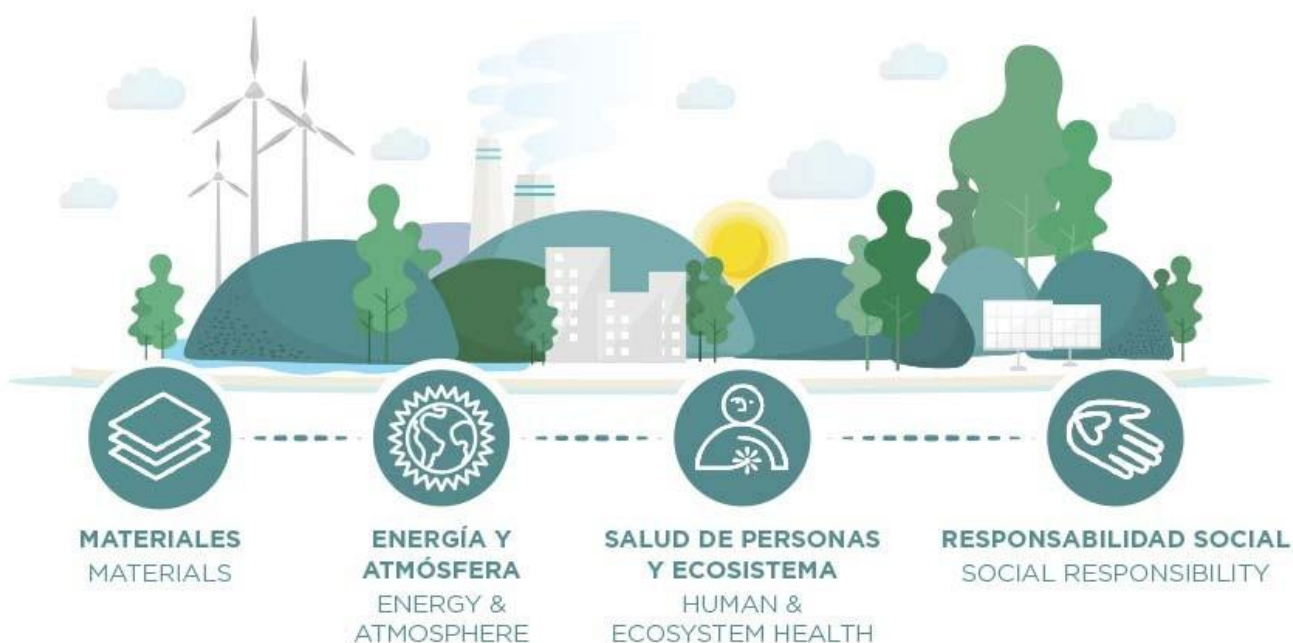 MATERIALES
MATERIALS
ENERGÍA Y
ATMÓSFERA
ENERGY &
ATMOSPHERE
SALUD DE PERSONAS
Y ECOSISTEMA
HUMAN &
ECOSYSTEM HEALTH
RESPONSABILIDAD SOCIAL
SOCIAL RESPONSIBILITY